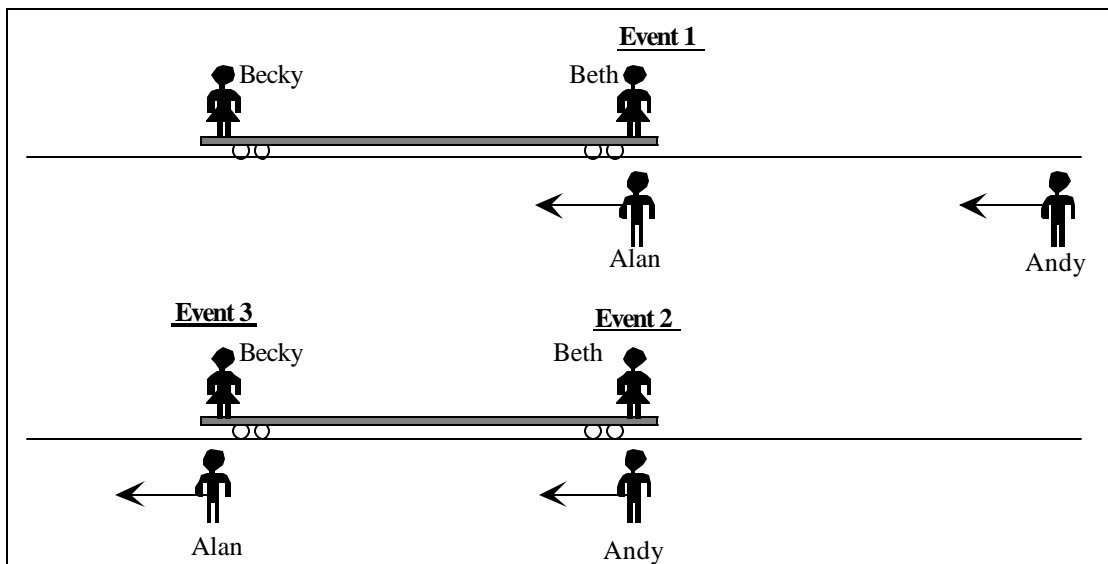 Event 1
Becky
Beth
Alan
Andy
Event 3
Event 2
Becky
Beth
Alan
Andy